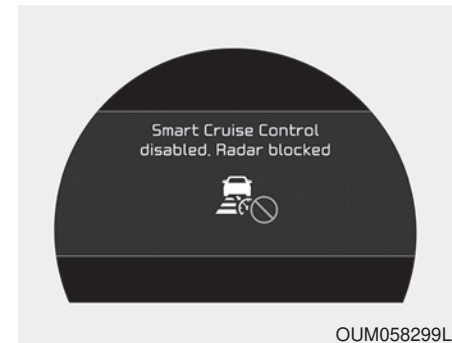 Smart Cruise Control
disabled, Radar blocked
OUM058299L